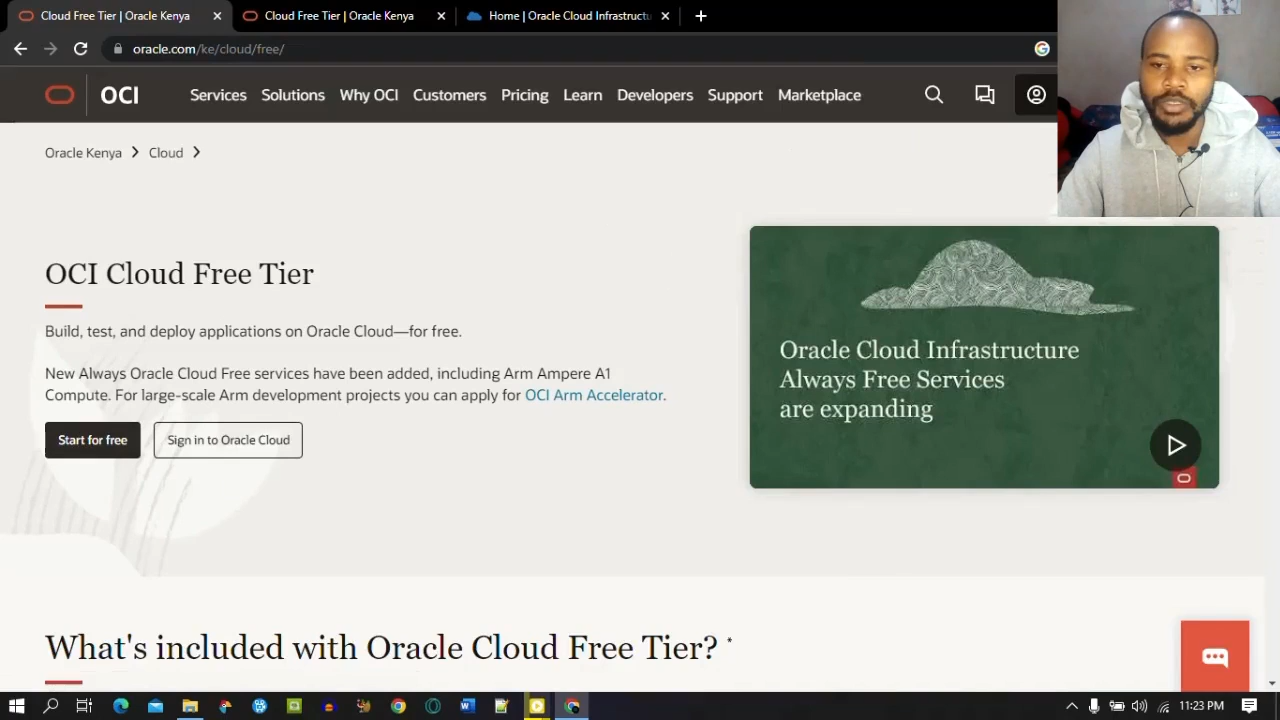 Cloud Free Tier | Oracle Kenya
Cloud Free Tier | Oracle Kenya
Home | Oracle Cloud Infrastructu
oracle.com/ke/cloud/free/
OCI
Services Solutions Why OCI Customers Pricing Learn Developers Support Marketplace
Oracle Kenya Cloud
OCI Cloud Free Tier
Build, test, and deploy applications on Oracle Cloud—for free.
New Always Oracle Cloud Free services have been added, including Arm Ampere A1
Compute. For large-scale Arm development projects you can apply for OCI Arm Accelerator.
Start for free
Sign in to Oracle Cloud
Oracle Cloud Infrastructure
Always Free Services
are expanding
What's included with Oracle Cloud Free Tier? *
11:23 PM